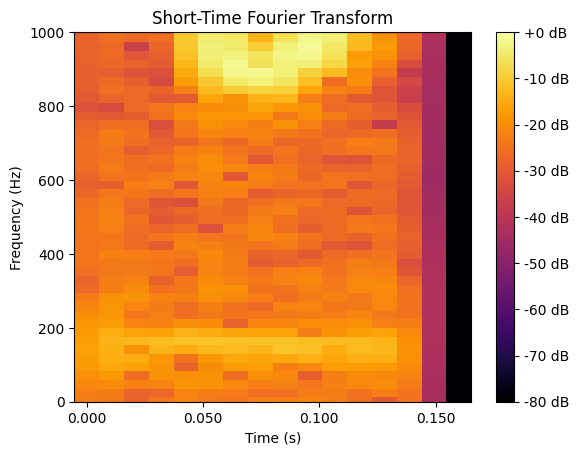 Short-Time Fourier Transform
1000
800
600
400
200
0
Frequency (Hz)
0.000
0.050
0.100
0.150
Time (s)
+0 dB
-10 dB
-20 dB
-30 dB
-40 dB
-50 dB
-60 dB
-70 dB
-80 dB